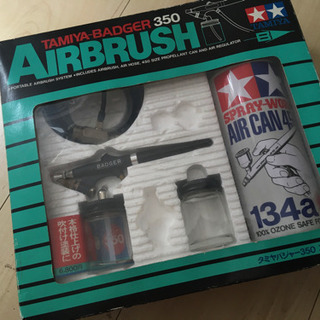 TAMIYA-BADGER 350
TAMIYA
AIRBRUSH
PORTABLE AIRBRUSH SYSTEM • INCLUDES AIRBRUSH, AIR HOSE, 450 SIZE PROPELLANT CAN AND AIR REGULATOR
BADGER
SPRAY-WORK
AIR CAN 4
134a
100% OZONE SAFE
本格仕上げの
吹付け塗装に
350
タミヤバジャー350